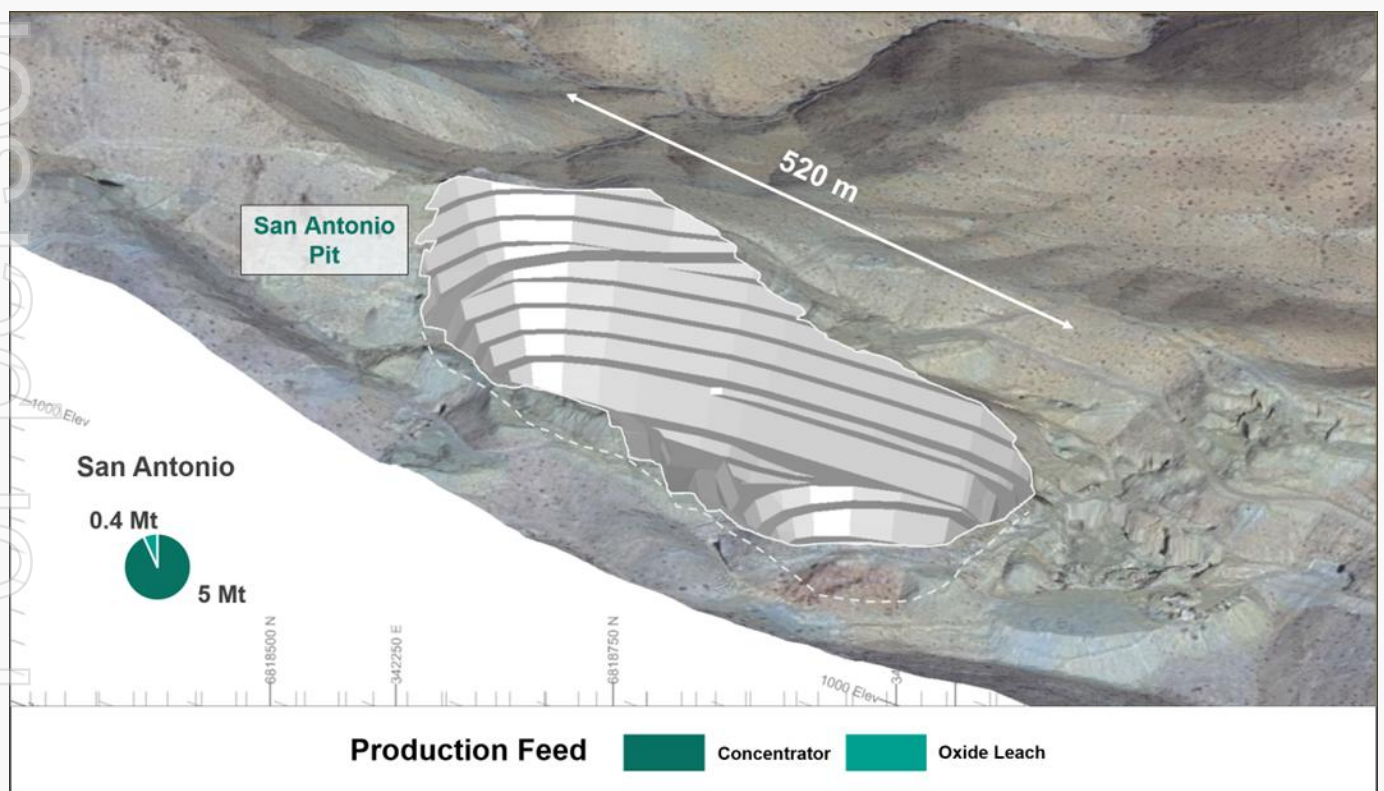 520 m
San Antonio
Pit
1000 Elev
San Antonio
0.4 Mt
5 Mt
6818500 N
342250 E
6818750 N
1000 Elev
Production Feed
Concentrator
Oxide Leach